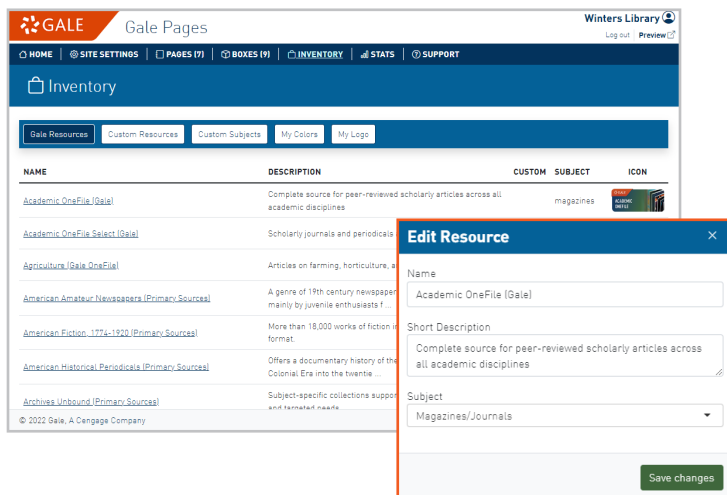 GALE
Gale Pages
Winters Library
Log out | Preview
HOME | SITE SETTINGS | PAGES (7) | BOXES (9) | INVENTORY | STATS | SUPPORT
Inventory
Gale Resources Custom Resources Custom Subjects My Colors My Logo
NAME DESCRIPTION CUSTOM SUBJECT ICON
Academic OneFile (Gale) Complete source for peer-reviewed scholarly articles across all
academic disciplines
magazines
GALE
ACADEMIC
ONEFILE
Academic OneFile Select (Gale) Scholarly journals and periodicals
Agriculture (Gale OneFile) Articles on farming, horticulture,
American Amateur Newspapers (Primary Sources) A genre of 19th century newspaper
mainly by juvenile enthusiasts f ...
American Fiction, 1774-1920 (Primary Sources) More than 18,000 works of fiction
format.
American Historical Periodicals (Primary Sources) Offers a documentary history of the
Colonial Era into the twentie ...
Archives Unbound (Primary Sources) Subject-specific collections
and targeted needs
© 2022 Gale, A Cengage Company
Edit Resource ×
Name
Academic OneFile (Gale)
Short Description
Complete source for peer-reviewed scholarly articles across
all academic disciplines
Subject
Magazines/Journals
Save changes